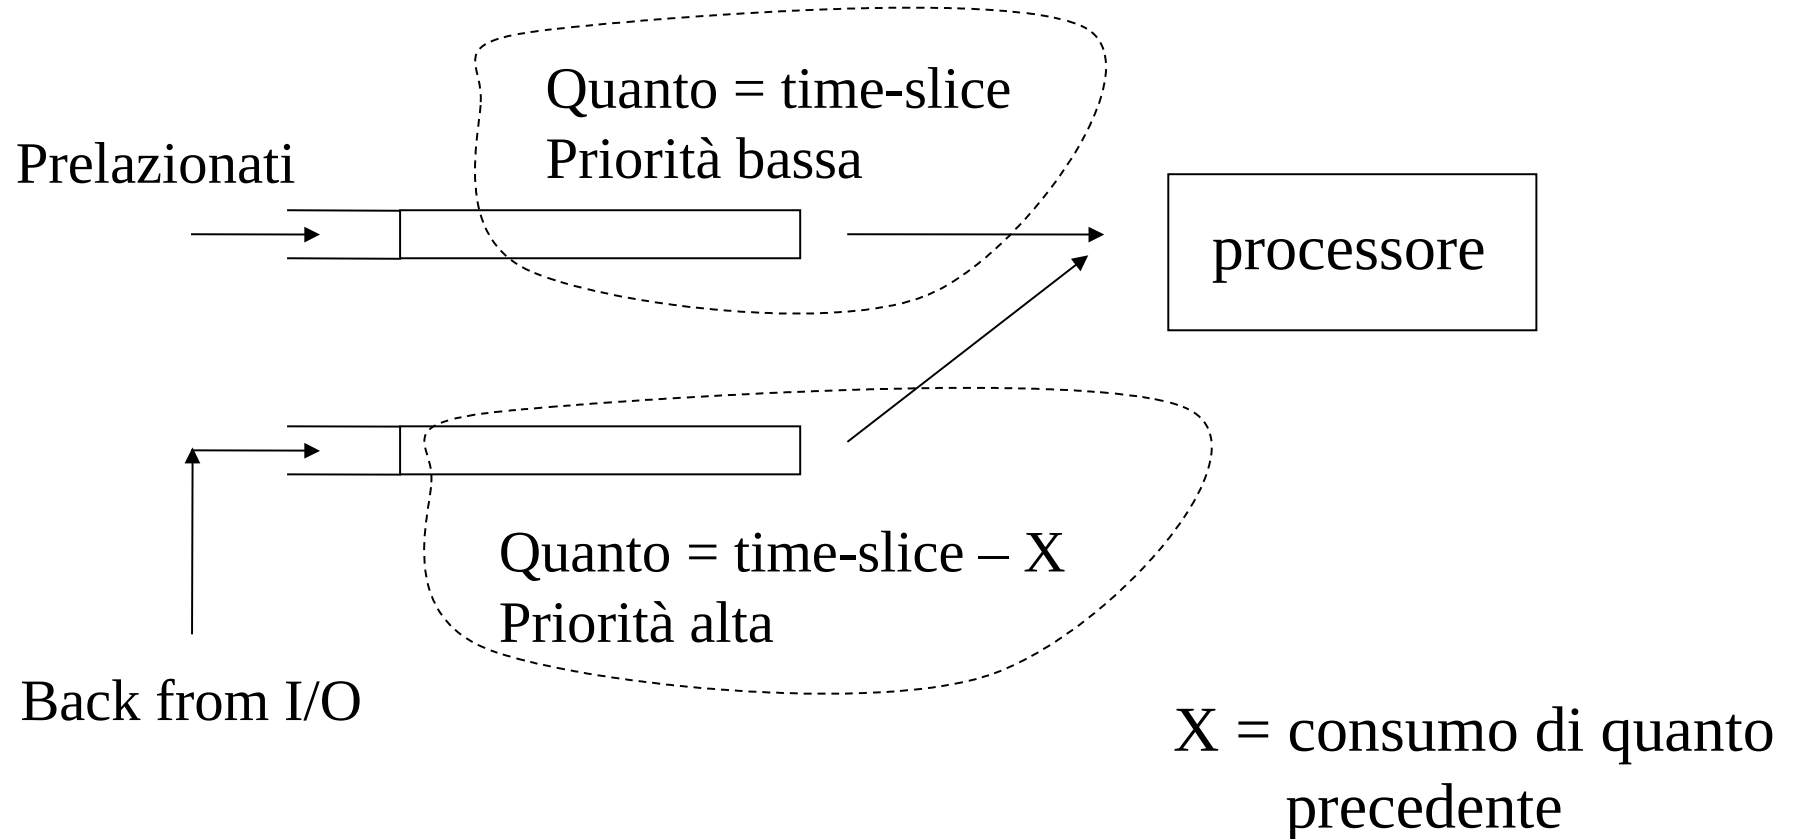 Quanto = time-slice
Priorità bassa
Prelazionati
processore
Quanto = time-slice – X
Priorità alta
Back from I/O
X = consumo di quanto
precedente